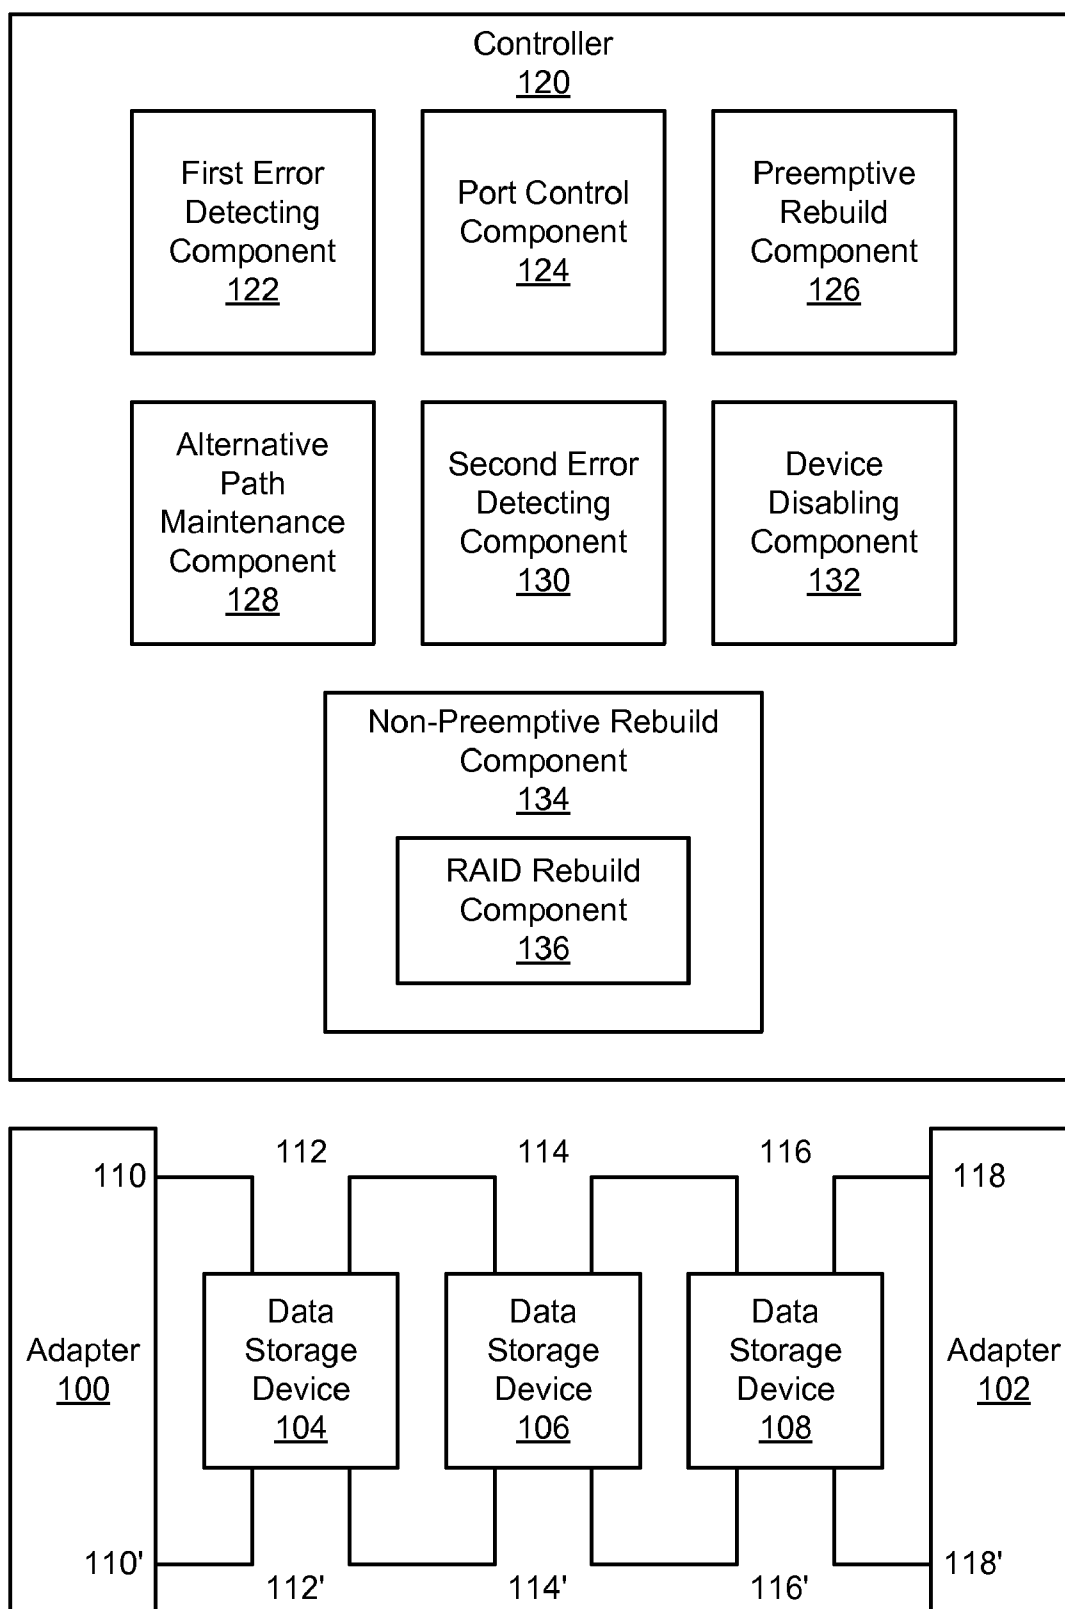 Controller
120
First Error
Detecting
Component
122
Port Control
Component
124
Preemptive
Rebuild
Component
126
Alternative
Path
Maintenance
Component
128
Second Error
Detecting
Component
130
Device
Disabling
Component
132
Non-Preemptive Rebuild
Component
134
RAID Rebuild
Component
136
110
112
114
116
118
Adapter
100
Data
Storage
Device
104
Data
Storage
Device
106
Data
Storage
Device
108
Adapter
102
110'
112'
114'
116'
118'